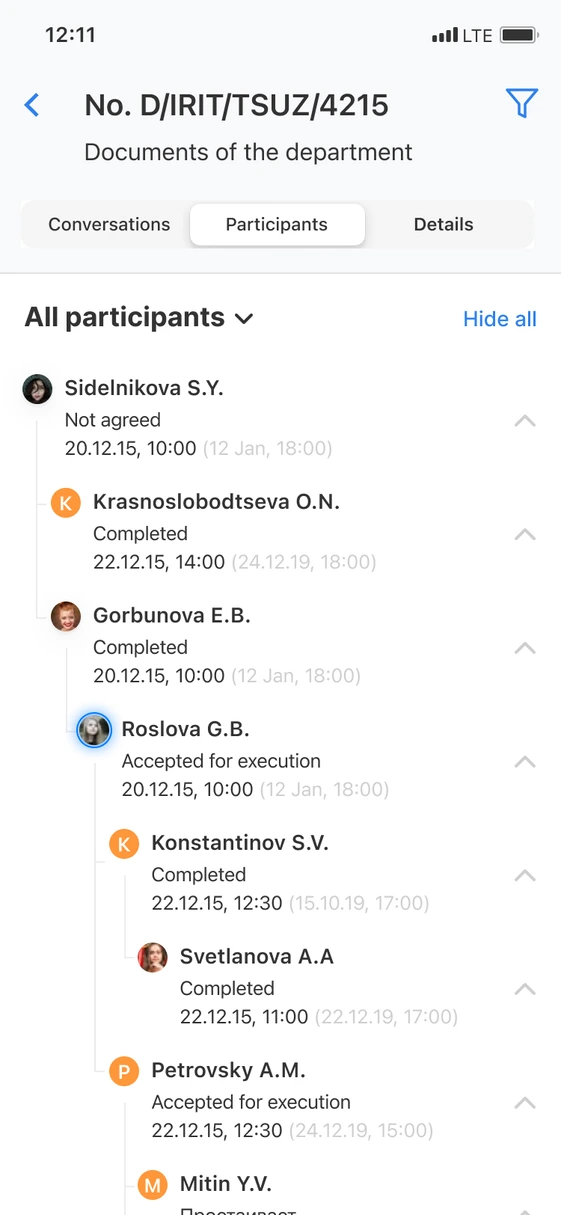 12:11
LTE
No. D/IRIT/TSUZ/4215
Documents of the department
Conversations Participants Details
All participants Hide all
Sidelnikova S.Y.
Not agreed
20.12.15, 10:00 (12 Jan, 18:00)
K Krasnoslobodtseva O.N.
Completed
22.12.15, 14:00 (24.12.19, 18:00)
Gorbunova E.B.
Completed
20.12.15, 10:00 (12 Jan, 18:00)
Roslova G.B.
Accepted for execution
20.12.15, 10:00 (12 Jan, 18:00)
K Konstantinov S.V.
Completed
22.12.15, 12:30 (15.10.19, 17:00)
Svetlanova A.A
Completed
22.12.15, 11:00 (22.12.19, 17:00)
P Petrovsky A.M.
Accepted for execution
22.12.15, 12:30 (24.12.19, 15:00)
M Mitin Y.V.